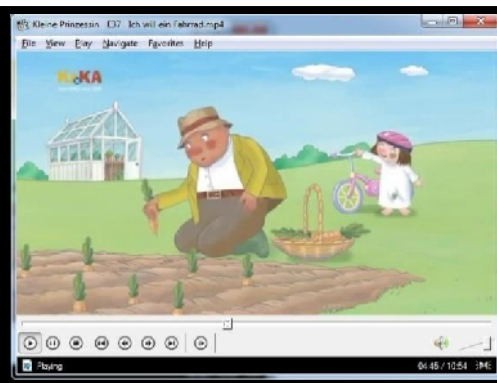 Kleine Prinzessin Ich will ein Fahrrad.mp4
File View Play Navigate Favorites Help
KiKA
Playing
04:45 / 10:54